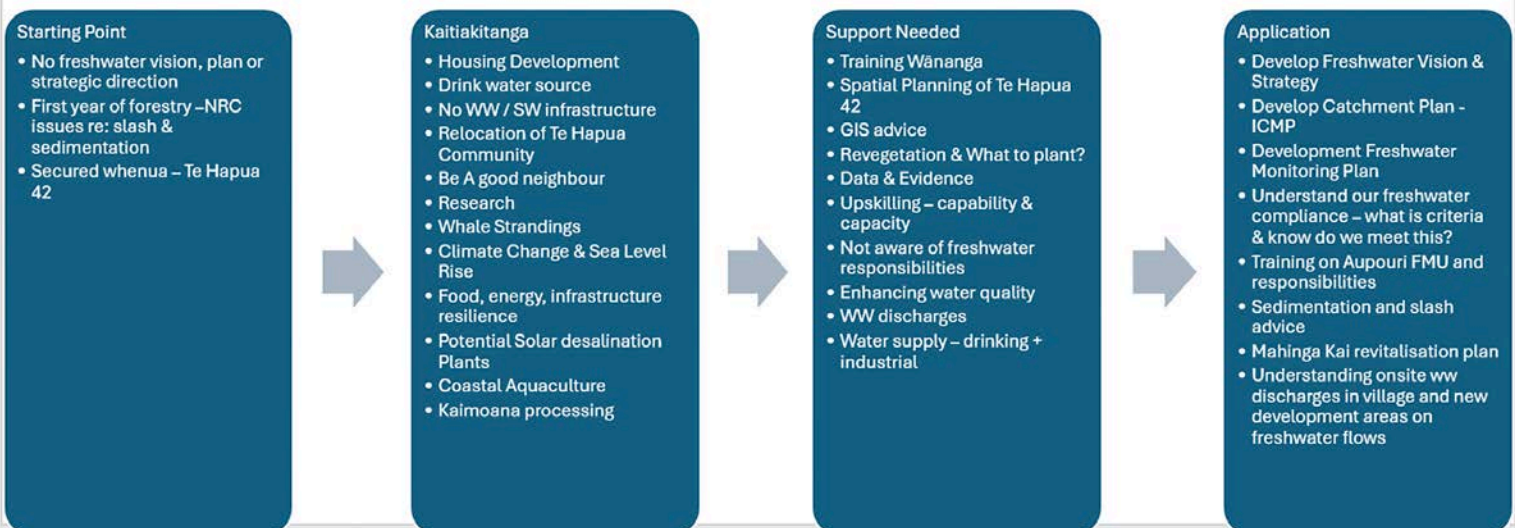 Starting Point
• No freshwater vision, plan or
strategic direction
• First year of forestry –NRC
issues re: slash &
sedimentation
• Secured whenua – Te Hapua
42
Kaitiakitanga
• Housing Development
• Drink water source
• No WW / SW infrastructure
• Relocation of Te Hapua
Community
• Be A good neighbour
• Research
• Whale Strandings
• Climate Change & Sea Level
Rise
• Food, energy, infrastructure
resilience
• Potential Solar desalination
Plants
• Coastal Aquaculture
• Kaimoana processing
Support Needed
• Training Wānanga
• Spatial Planning of Te Hapua
42
• GIS advice
• Revegetation & What to plant?
• Data & Evidence
• Upskilling – capability &
capacity
• Not aware of freshwater
responsibilities
• Enhancing water quality
• WW discharges
• Water supply – drinking +
industrial
Application
• Develop Freshwater Vision &
Strategy
• Develop Catchment Plan -
ICMP
• Development Freshwater
Monitoring Plan
• Understand our freshwater
compliance – what is criteria
& know do we meet this?
• Training on Aupouri FMU and
responsibilities
• Sedimentation and slash
advice
• Mahinga Kai revitalisation plan
• Understanding onsite ww
discharges in village and new
development areas on
freshwater flows